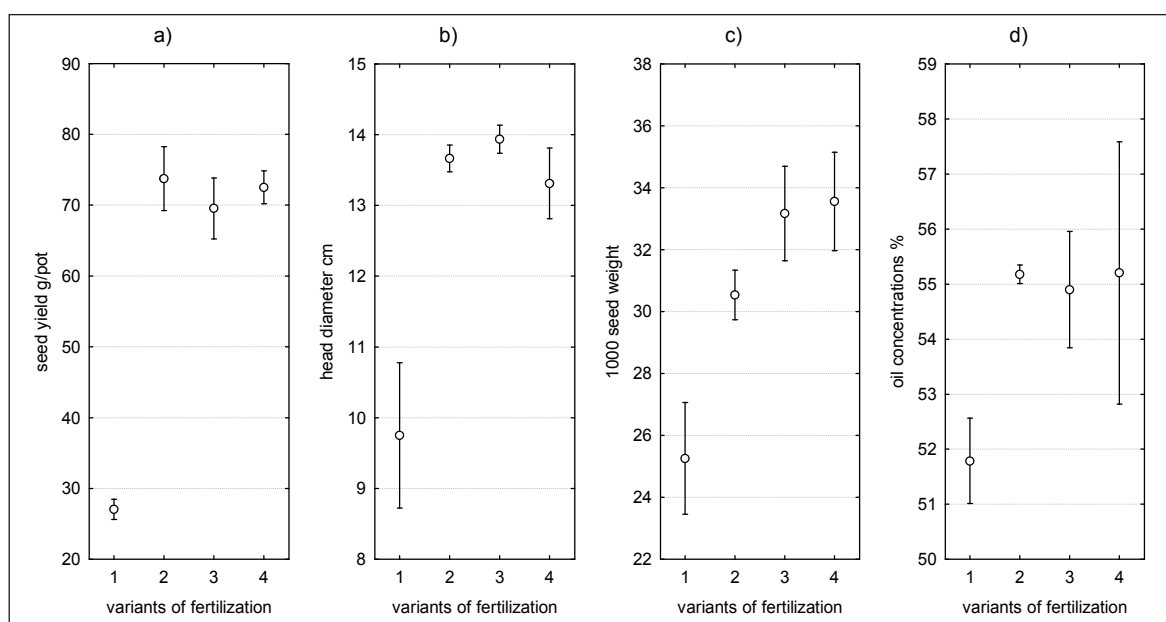 a)
90
80
70
60
50
40
30
20
seed yield g/pot
1 2 3 4
variants of fertilization
b)
15
14
13
12
11
10
9
8
head diameter cm
1 2 3 4
variants of fertilization
c)
38
36
34
32
30
28
26
24
22
1000 seed weight
1 2 3 4
variants of fertilization
d)
59
58
57
56
55
54
53
52
51
50
oil concentrations %
1 2 3 4
variants of fertilization